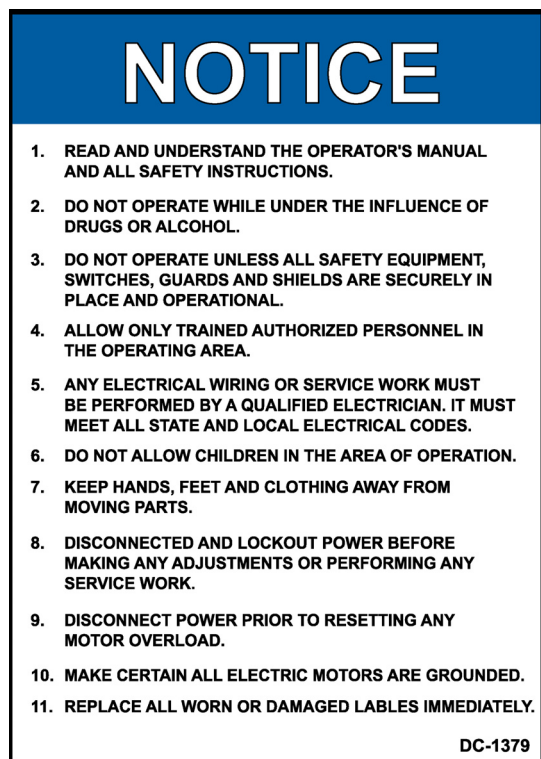 NOTICE
1. READ AND UNDERSTAND THE OPERATOR'S MANUAL
AND ALL SAFETY INSTRUCTIONS.
2. DO NOT OPERATE WHILE UNDER THE INFLUENCE OF
DRUGS OR ALCOHOL.
3. DO NOT OPERATE UNLESS ALL SAFETY EQUIPMENT,
SWITCHES, GUARDS AND SHIELDS ARE SECURELY IN
PLACE AND OPERATIONAL.
4. ALLOW ONLY TRAINED AUTHORIZED PERSONNEL IN
THE OPERATING AREA.
5. ANY ELECTRICAL WIRING OR SERVICE WORK MUST
BE PERFORMED BY A QUALIFIED ELECTRICIAN. IT MUST
MEET ALL STATE AND LOCAL ELECTRICAL CODES.
6. DO NOT ALLOW CHILDREN IN THE AREA OF OPERATION.
7. KEEP HANDS, FEET AND CLOTHING AWAY FROM
MOVING PARTS.
8. DISCONNECTED AND LOCKOUT POWER BEFORE
MAKING ANY ADJUSTMENTS OR PERFORMING ANY
SERVICE WORK.
9. DISCONNECT POWER PRIOR TO RESETTING ANY
MOTOR OVERLOAD.
10. MAKE CERTAIN ALL ELECTRIC MOTORS ARE GROUNDED.
11. REPLACE ALL WORN OR DAMAGED LABLES IMMEDIATELY.
DC-1379